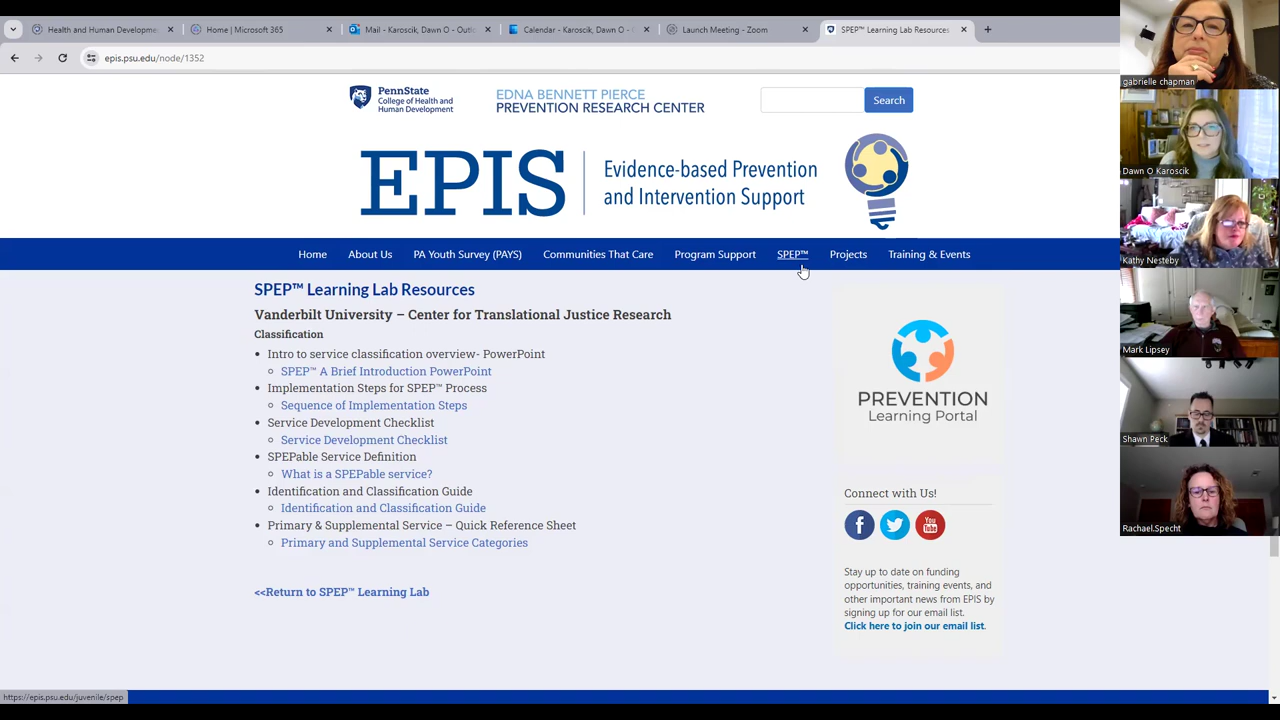 Health and Human Developme
Home | Microsoft 365
Mail - Karoscik, Dawn O - Outlo
Calendar - Karoscik, Dawn O -
Launch Meeting - Zoom
SPEP™ Learning Lab Resources
epis.psu.edu/node/1352
PennState
College of Health and
Human Development
EDNA BENNETT PIERCE
PREVENTION RESEARCH CENTER
Search
EPIS
Evidence-based Prevention
and Intervention Support
Home About Us PA Youth Survey (PAYS) Communities That Care Program Support SPEP™ Projects Training & Events
SPEP™ Learning Lab Resources
Vanderbilt University – Center for Translational Justice Research
Classification
• Intro to service classification overview- PowerPoint
SPEP™ A Brief Introduction PowerPoint
• Implementation Steps for SPEP™ Process
Sequence of Implementation Steps
• Service Development Checklist
Service Development Checklist
• SPEPable Service Definition
What is a SPEPable service?
• Identification and Classification Guide
Identification and Classification Guide
• Primary & Supplemental Service – Quick Reference Sheet
Primary and Supplemental Service Categories
<<Return to SPEP™ Learning Lab
PREVENTION
Learning Portal
Connect with Us!
You
Tube
Stay up to date on funding
opportunities, training events, and
other important news from EPIS by
signing up for our email list.
Click here to join our email list.
https://epis.psu.edu/juvenile/spep
gabrielle chapman
Dawn O Karoscik
Kathy Nesteby
Mark Lipsey
Shawn Peck
Rachael.Specht